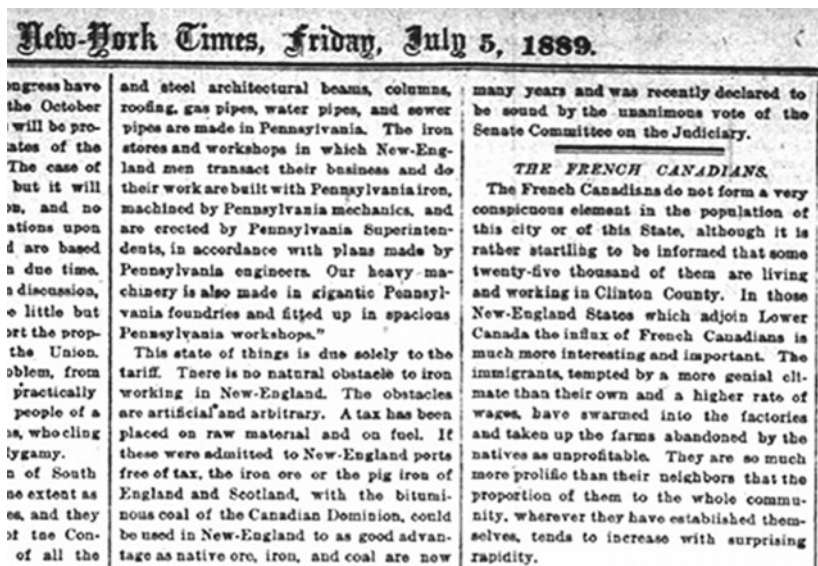 New-York Times, Friday, July 5, 1889.
ongress have
the October
will be pro-
ates of the
The case of
but it will
on, and no
ations upon
d are based
n due time.
n discussion,
e little but
ort the prop-
the Union.
oblem, from
practically
people of a
ns, who cling
lygamy.
n of South
ne extent as
es, and they
of the Con-
of all the
and steel architectural beams, columns,
roofing, gas pipes, water pipes, and sewer
pipes are made in Pennsylvania. The iron
stores and workshops in which New-Eng-
land men transact their business and do
their work are built with Pennsylvania iron,
machined by Pennsylvania mechanics, and
are erected by Pennsylvania Superinten-
dents, in accordance with plans made by
Pennsylvania engineers. Our heavy ma-
chinery is also made in gigantic Pennsyl-
vania foundries and fitted up in spacious
Pennsylvania workshops."
This state of things is due solely to the
tariff. There is no natural obstacle to iron
working in New-England. The obstacles
are artificial and arbitrary. A tax has been
placed on raw material and on fuel. If
these were admitted to New-England ports
free of tax, the iron ore or the pig iron of
England and Scotland, with the bitumi-
nous coal of the Canadian Dominion, could
be used in New-England to as good advan-
tage as native ore, iron, and coal are now
many years and was recently declared to
be sound by the unanimous vote of the
Senate Committee on the Judiciary.
THE FRENCH CANADIANS.
The French Canadians do not form a very
conspicuous element in the population of
this city or of this State, although it is
rather startling to be informed that some
twenty-five thousand of them are living
and working in Clinton County. In those
New-England States which adjoin Lower
Canada the influx of French Canadians is
much more interesting and important. The
immigrants, tempted by a more genial cli-
mate than their own and a higher rate of
wages, have swarmed into the factories
and taken up the farms abandoned by the
natives as unprofitable. They are so much
more prolific than their neighbors that the
proportion of them to the whole commu-
nity, wherever they have established them-
selves, tends to increase with surprising
rapidity.